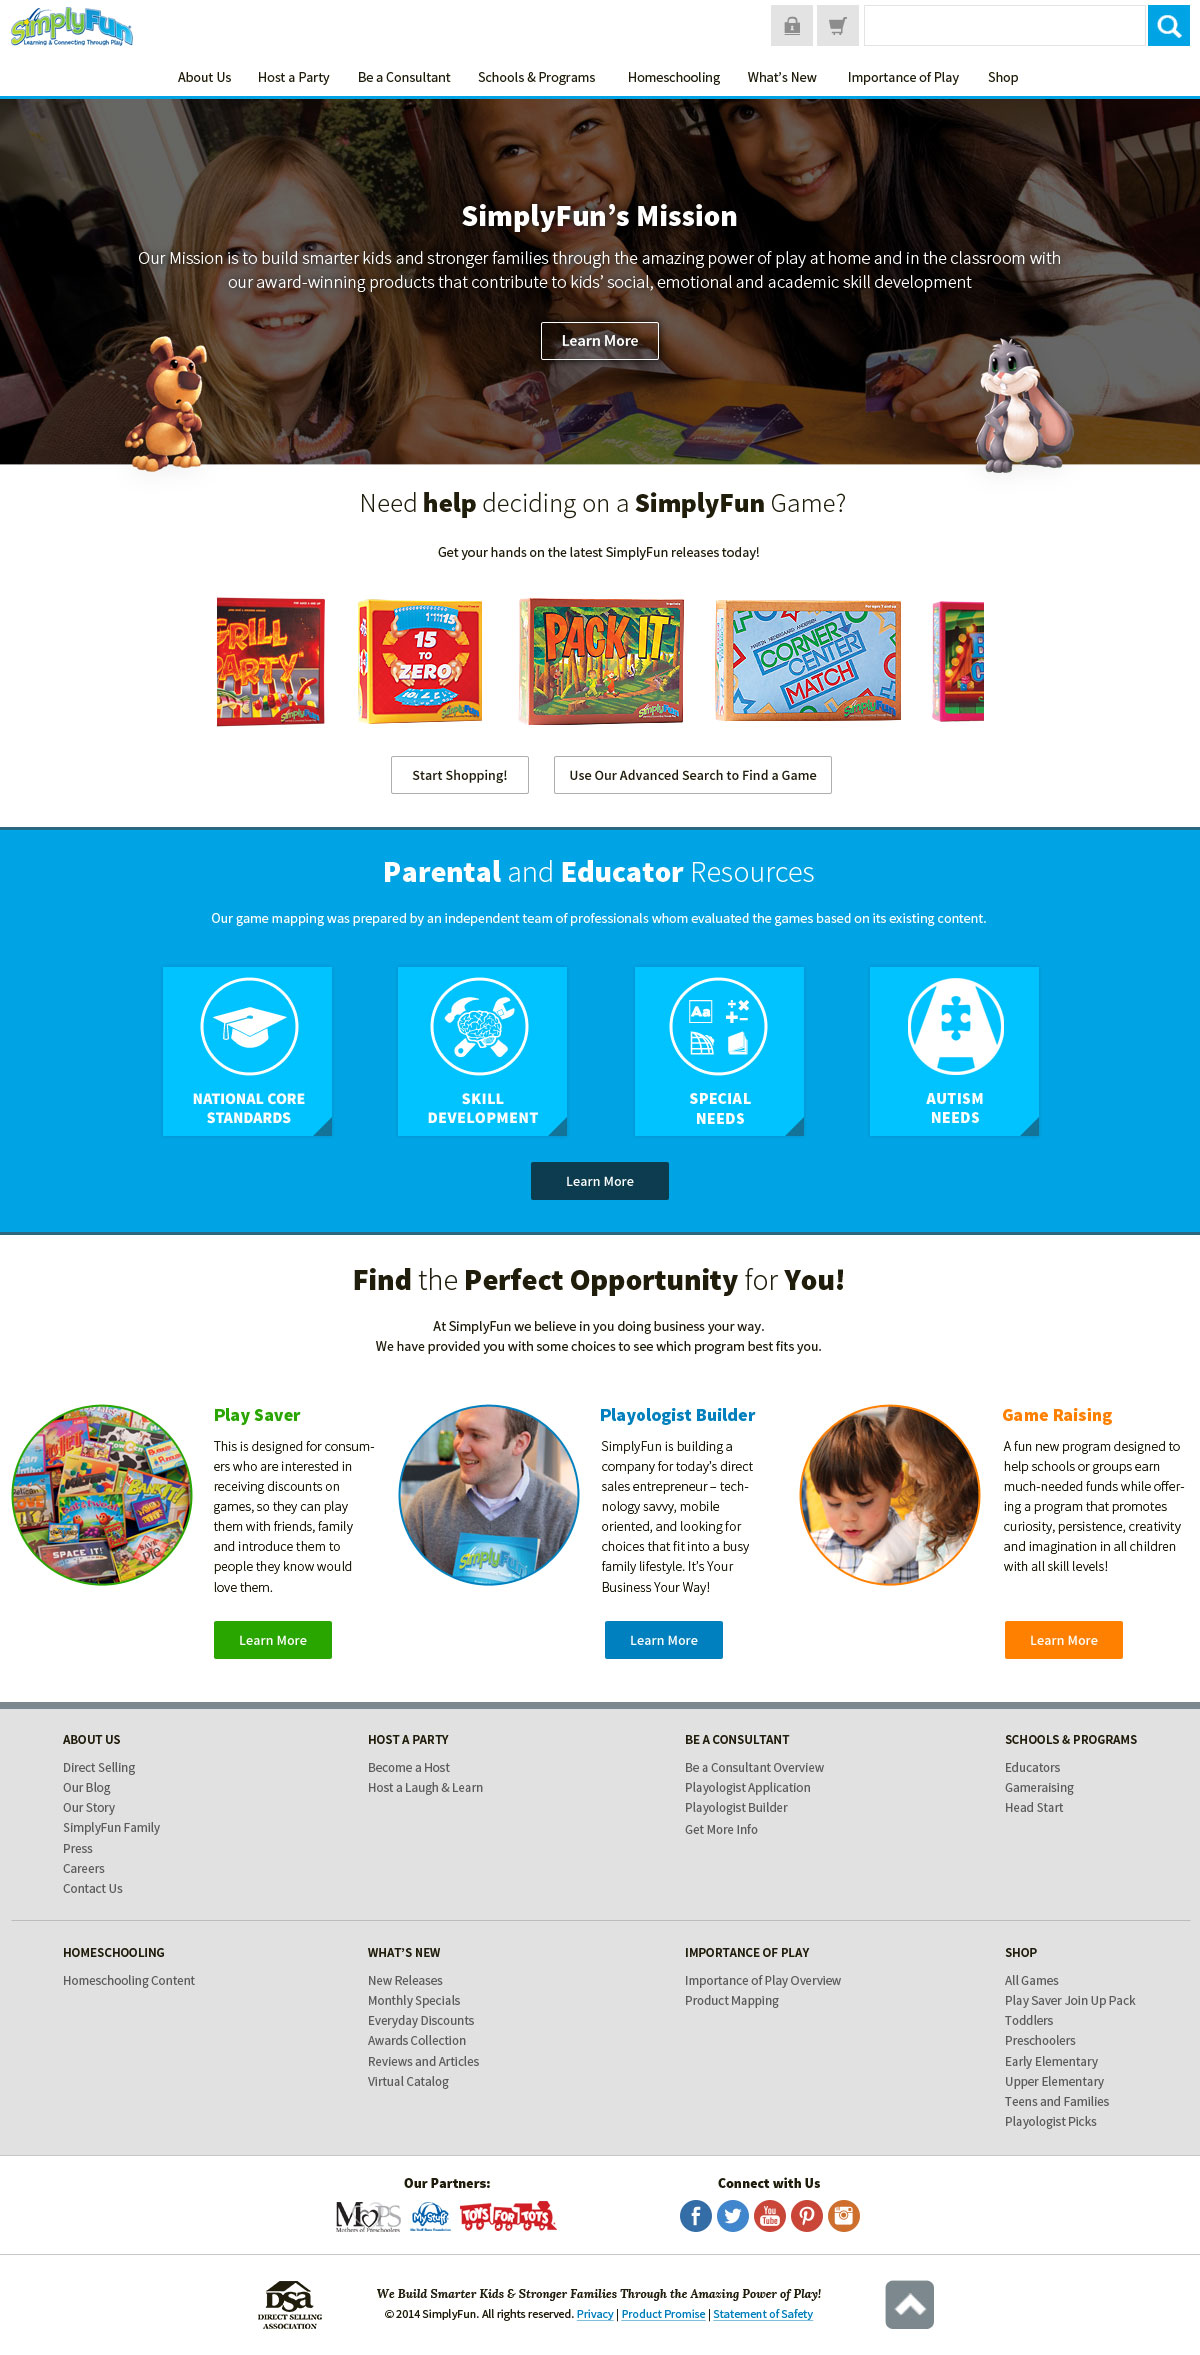 SimplyFun
Learning & Connecting Through Play
About Us Host a Party Be a Consultant Schools & Programs Homeschooling What's New Importance of Play Shop
SimplyFun's Mission
Our Mission is to build smarter kids and stronger families through the amazing power of play at home and in the classroom with
our award-winning products that contribute to kids' social, emotional and academic skill development
Learn More
Need help deciding on a SimplyFun Game?
Get your hands on the latest SimplyFun releases today!
GRILL
PARTY
SimplyFun
15
TO
ZERO
SimplyFun
PACK IT
SimplyFun
CORNER
CENTER
MATCH
SimplyFun
Start Shopping! Use Our Advanced Search to Find a Game
Parental and Educator Resources
Our game mapping was prepared by an independent team of professionals whom evaluated the games based on its existing content.
Aa
NATIONAL CORE
STANDARDS
SKILL
DEVELOPMENT
SPECIAL
NEEDS
AUTISM
NEEDS
Learn More
Find the Perfect Opportunity for You!
At SimplyFun we believe in you doing business your way.
We have provided you with some choices to see which program best fits you.
SPACE IT!
SimplyFun
Play Saver
This is designed for consum-
ers who are interested in
receiving discounts on
games, so they can play
them with friends, family
and introduce them to
people they know would
love them.
Learn More
Playologist Builder
SimplyFun is building a
company for today's direct
sales entrepreneur – tech-
nology savvy, mobile
oriented, and looking for
choices that fit into a busy
family lifestyle. It's Your
Business Your Way!
Learn More
Game Raising
A fun new program designed to
help schools or groups earn
much-needed funds while offer-
ing a program that promotes
curiosity, persistence, creativity
and imagination in all children
with all skill levels!
Learn More
ABOUT US
Direct Selling
Our Blog
Our Story
SimplyFun Family
Press
Careers
Contact Us
HOST A PARTY
Become a Host
Host a Laugh & Learn
BE A CONSULTANT
Be a Consultant Overview
Playologist Application
Playologist Builder
Get More Info
SCHOOLS & PROGRAMS
Educators
Gameraising
Head Start
HOMESCHOOLING
Homeschooling Content
WHAT'S NEW
New Releases
Monthly Specials
Everyday Discounts
Awards Collection
Reviews and Articles
Virtual Catalog
IMPORTANCE OF PLAY
Importance of Play Overview
Product Mapping
SHOP
All Games
Play Saver Join Up Pack
Toddlers
Preschoolers
Early Elementary
Upper Elementary
Teens and Families
Playologist Picks
Our Partners:
MOPS
Mothers of Preschoolers
My Stuff
TOYS FOR TOTS
Connect with Us
You
Tube
DSA
DIRECT SELLING
ASSOCIATION
We Build Smarter Kids & Stronger Families Through the Amazing Power of Play!
© 2014 SimplyFun. All rights reserved. Privacy | Product Promise | Statement of Safety